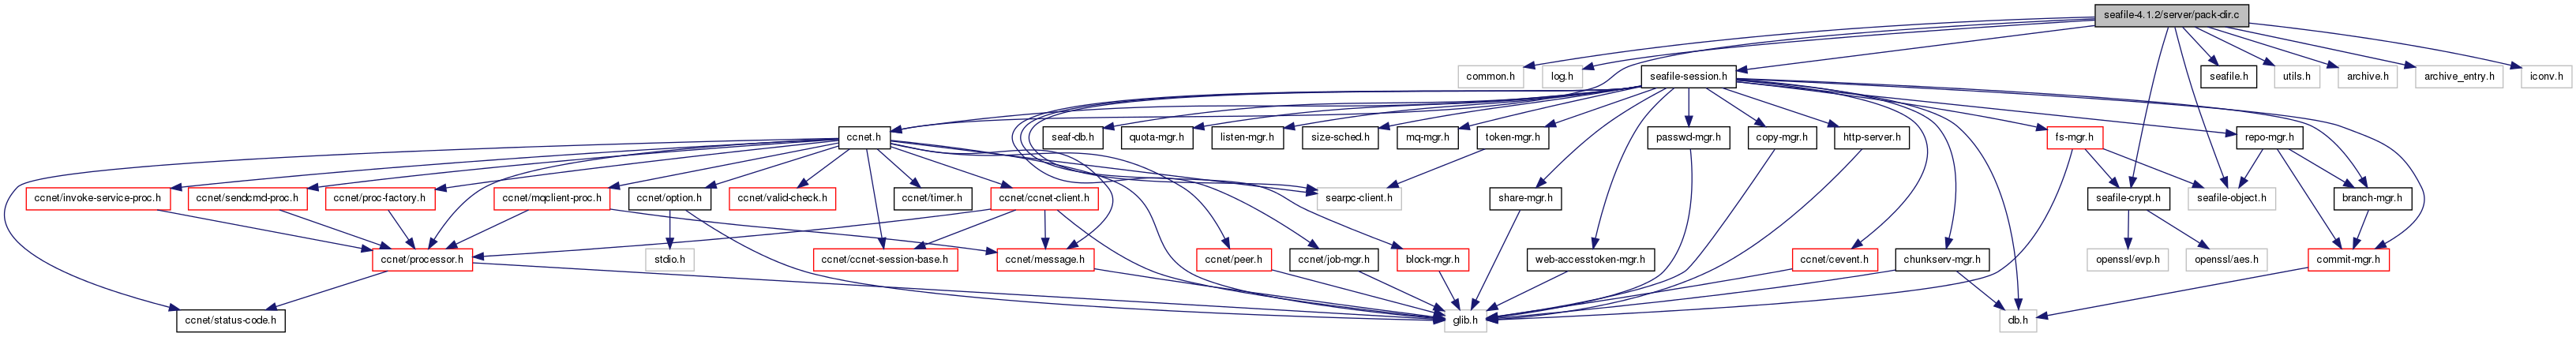 seafile-4.1.2/server/pack-dir.c
common.h
log.h
seafile-session.h
seafile.h
utils.h
archive.h
archive_entry.h
iconv.h
ccnet.h
seaf-db.h
quota-mgr.h
listen-mgr.h
size-sched.h
mq-mgr.h
token-mgr.h
passwd-mgr.h
copy-mgr.h
http-server.h
fs-mgr.h
repo-mgr.h
ccnet/invoke-service-proc.h
ccnet/sendcmd-proc.h
ccnet/proc-factory.h
ccnet/mqclient-proc.h
ccnet/option.h
ccnet/valid-check.h
ccnet/timer.h
ccnet/ccnet-client.h
searpc-client.h
share-mgr.h
seafile-crypt.h
seafile-object.h
branch-mgr.h
ccnet/processor.h
stdio.h
ccnet/ccnet-session-base.h
ccnet/message.h
ccnet/peer.h
ccnet/job-mgr.h
block-mgr.h
web-accesstoken-mgr.h
ccnet/cevent.h
chunkserv-mgr.h
openssl/evp.h
openssl/aes.h
commit-mgr.h
ccnet/status-code.h
glib.h
db.h